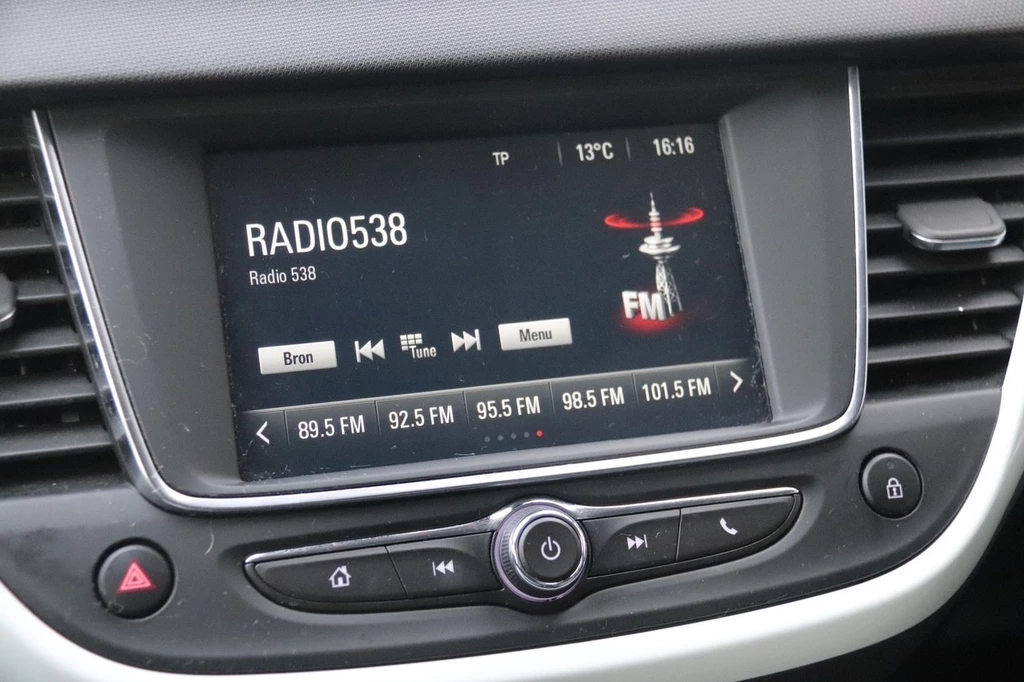 TP 13°C 16:16
RADIO538
Radio 538
FM
Bron Tune Menu
89.5 FM 92.5 FM 95.5 FM 98.5 FM 101.5 FM